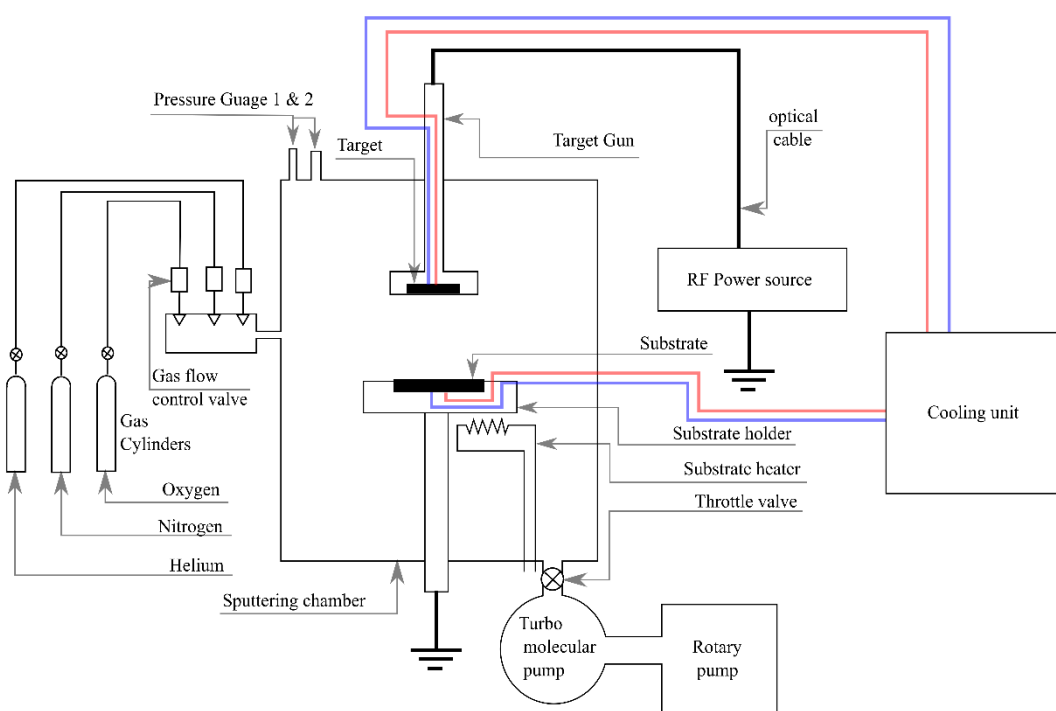 Pressure Guage 1 & 2
Target
Target Gun
optical
cable
RF Power source
Substrate
Gas flow
control valve
Gas
Cylinders
Cooling unit
Substrate holder
Substrate heater
Oxygen
Throttle valve
Nitrogen
Helium
Sputtering chamber
Turbo
molecular
pump
Rotary
pump